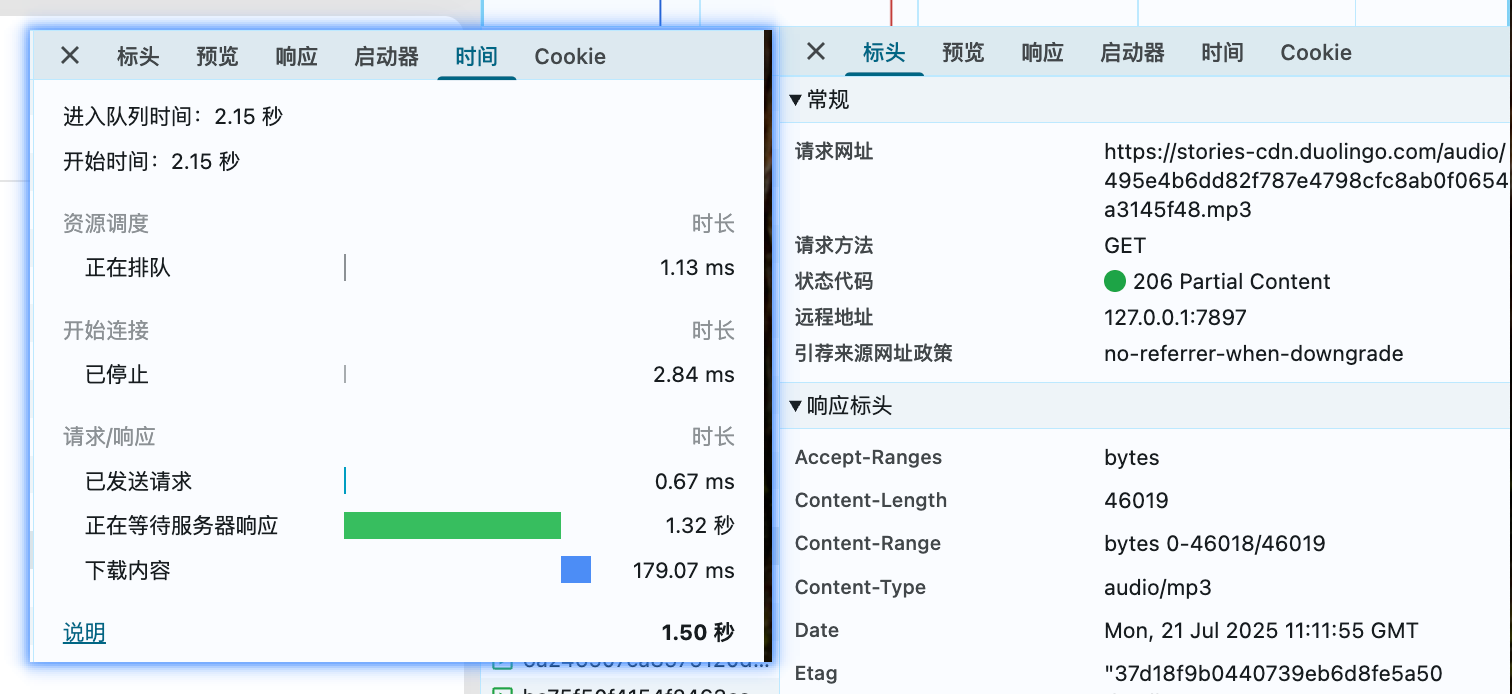 标头 预览 响应 启动器 时间 Cookie
进入队列时间：2.15 秒
开始时间：2.15 秒
资源调度 时长
正在排队 1.13 ms
开始连接 时长
已停止 2.84 ms
请求/响应 时长
已发送请求 0.67 ms
正在等待服务器响应 1.32 秒
下载内容 179.07 ms
说明 1.50 秒
标头 预览 响应 启动器 时间 Cookie
常规
请求网址 https://stories-cdn.duolingo.com/audio/
495e4b6dd82f787e4798cfc8ab0f0654
a3145f48.mp3
请求方法 GET
状态代码 206 Partial Content
远程地址 127.0.0.1:7897
引荐来源网址政策 no-referrer-when-downgrade
响应标头
Accept-Ranges bytes
Content-Length 46019
Content-Range bytes 0-46018/46019
Content-Type audio/mp3
Date Mon, 21 Jul 2025 11:11:55 GMT
Etag "37d18f9b0440739eb6d8fe5a50